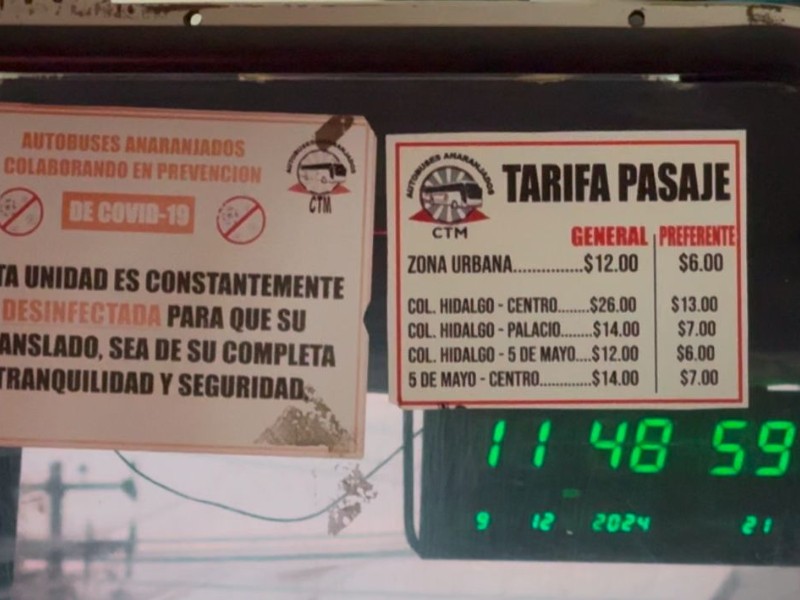 AUTOBUSES ANARANJADOS
COLABORANDO EN PREVENCION
DE COVID-19
AUTOBUSES ANARANJADOS
CTM
TA UNIDAD ES CONSTANTEMENTE
DESINFECTADA PARA QUE SU
ANSLADO, SEA DE SU COMPLETA
TRANQUILIDAD Y SEGURIDAD.
AUTOBUSES ANARANJADOS
CTM
TARIFA PASAJE
GENERAL PREFERENTE
ZONA URBANA..............$12.00 $6.00
COL. HIDALGO - CENTRO.......$26.00 $13.00
COL. HIDALGO - PALACIO......$14.00 $7.00
COL. HIDALGO - 5 DE MAYO....$12.00 $6.00
5 DE MAYO - CENTRO............$14.00 $7.00
11 48 59
9 12 2024 21